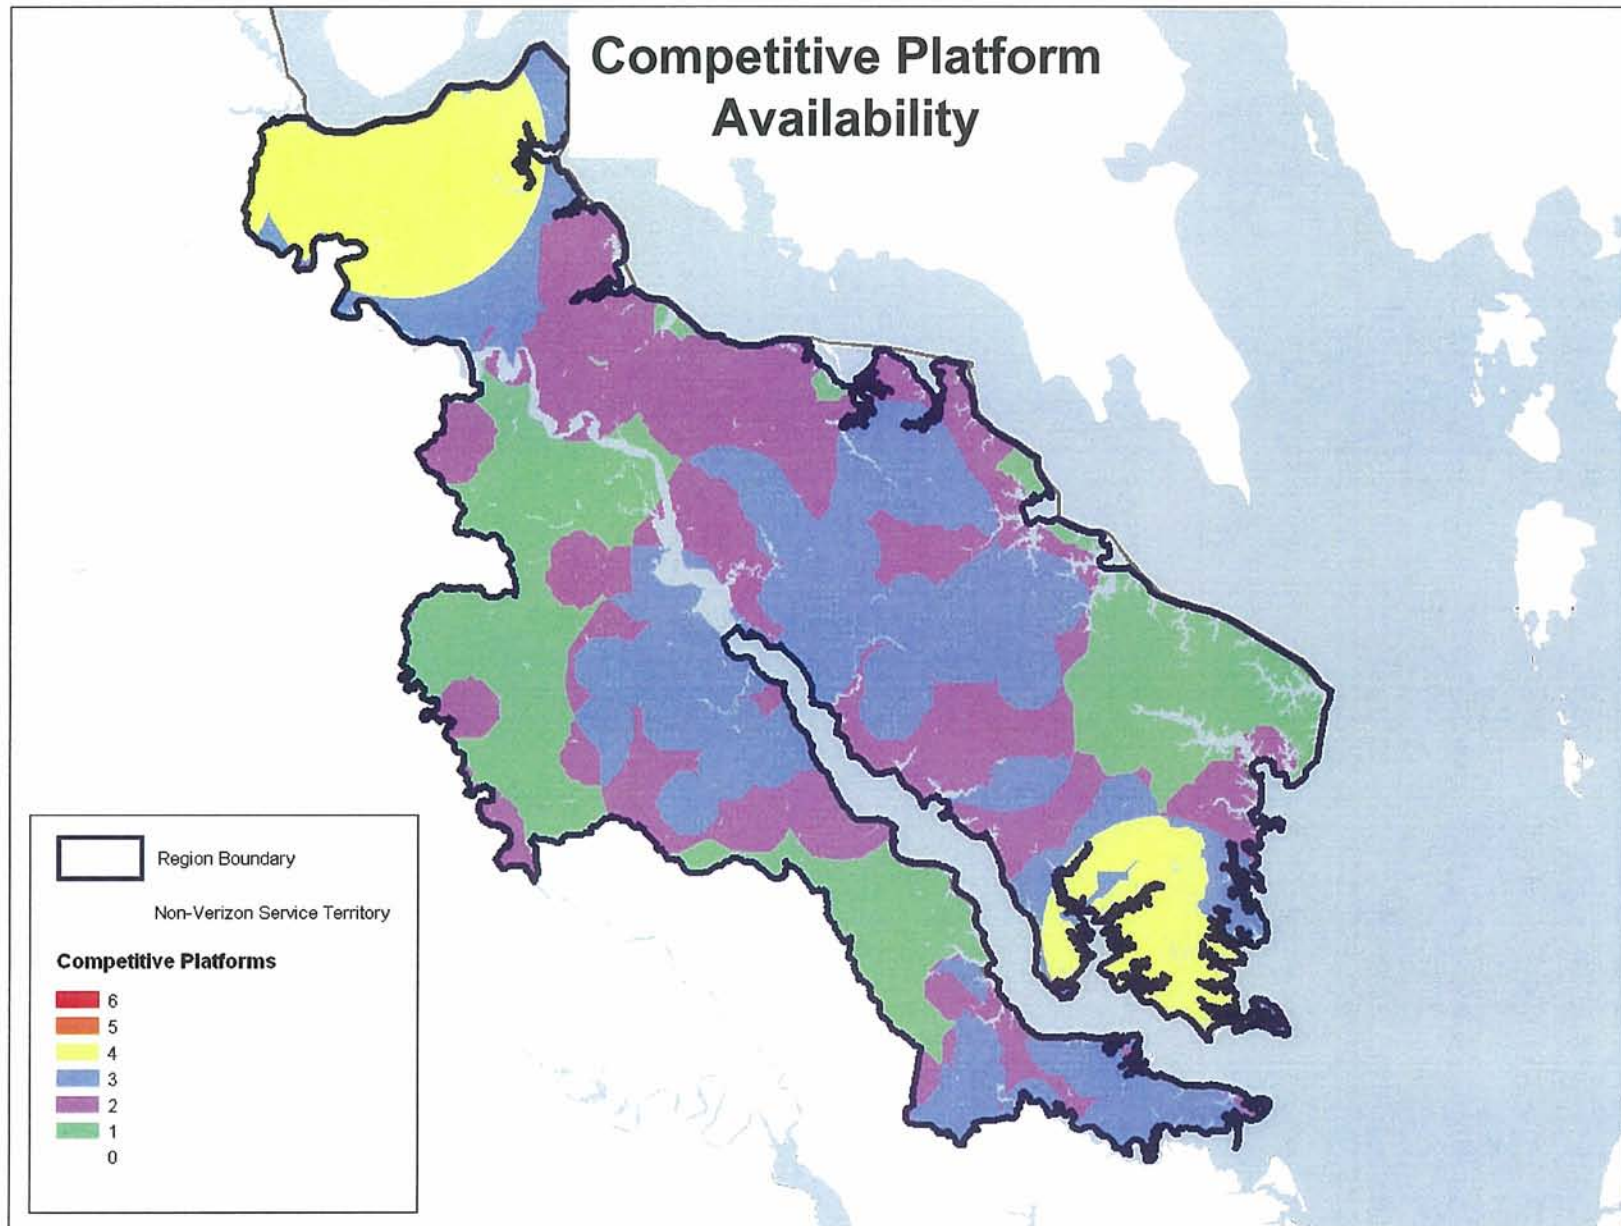 Competitive Platform
Availability
Region Boundary
Non-Verizon Service Territory
Competitive Platforms
6
5
4
3
2
1
0